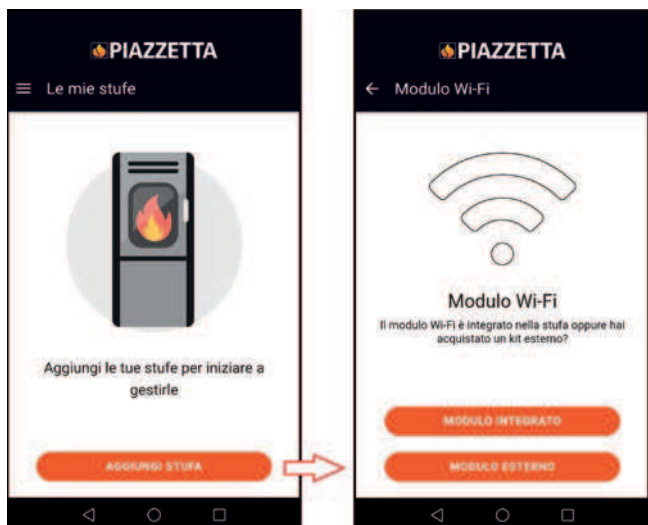 PIAZZETTA
Le mie stufe
Aggiungi le tue stufe per iniziare a
gestirle
AGGIUNGI STUFA
PIAZZETTA
Modulo Wi-Fi
Modulo Wi-Fi
Il modulo Wi-Fi è integrato nella stufa oppure hai
acquistato un kit esterno?
MODULO INTEGRATO
MODULO ESTERNO